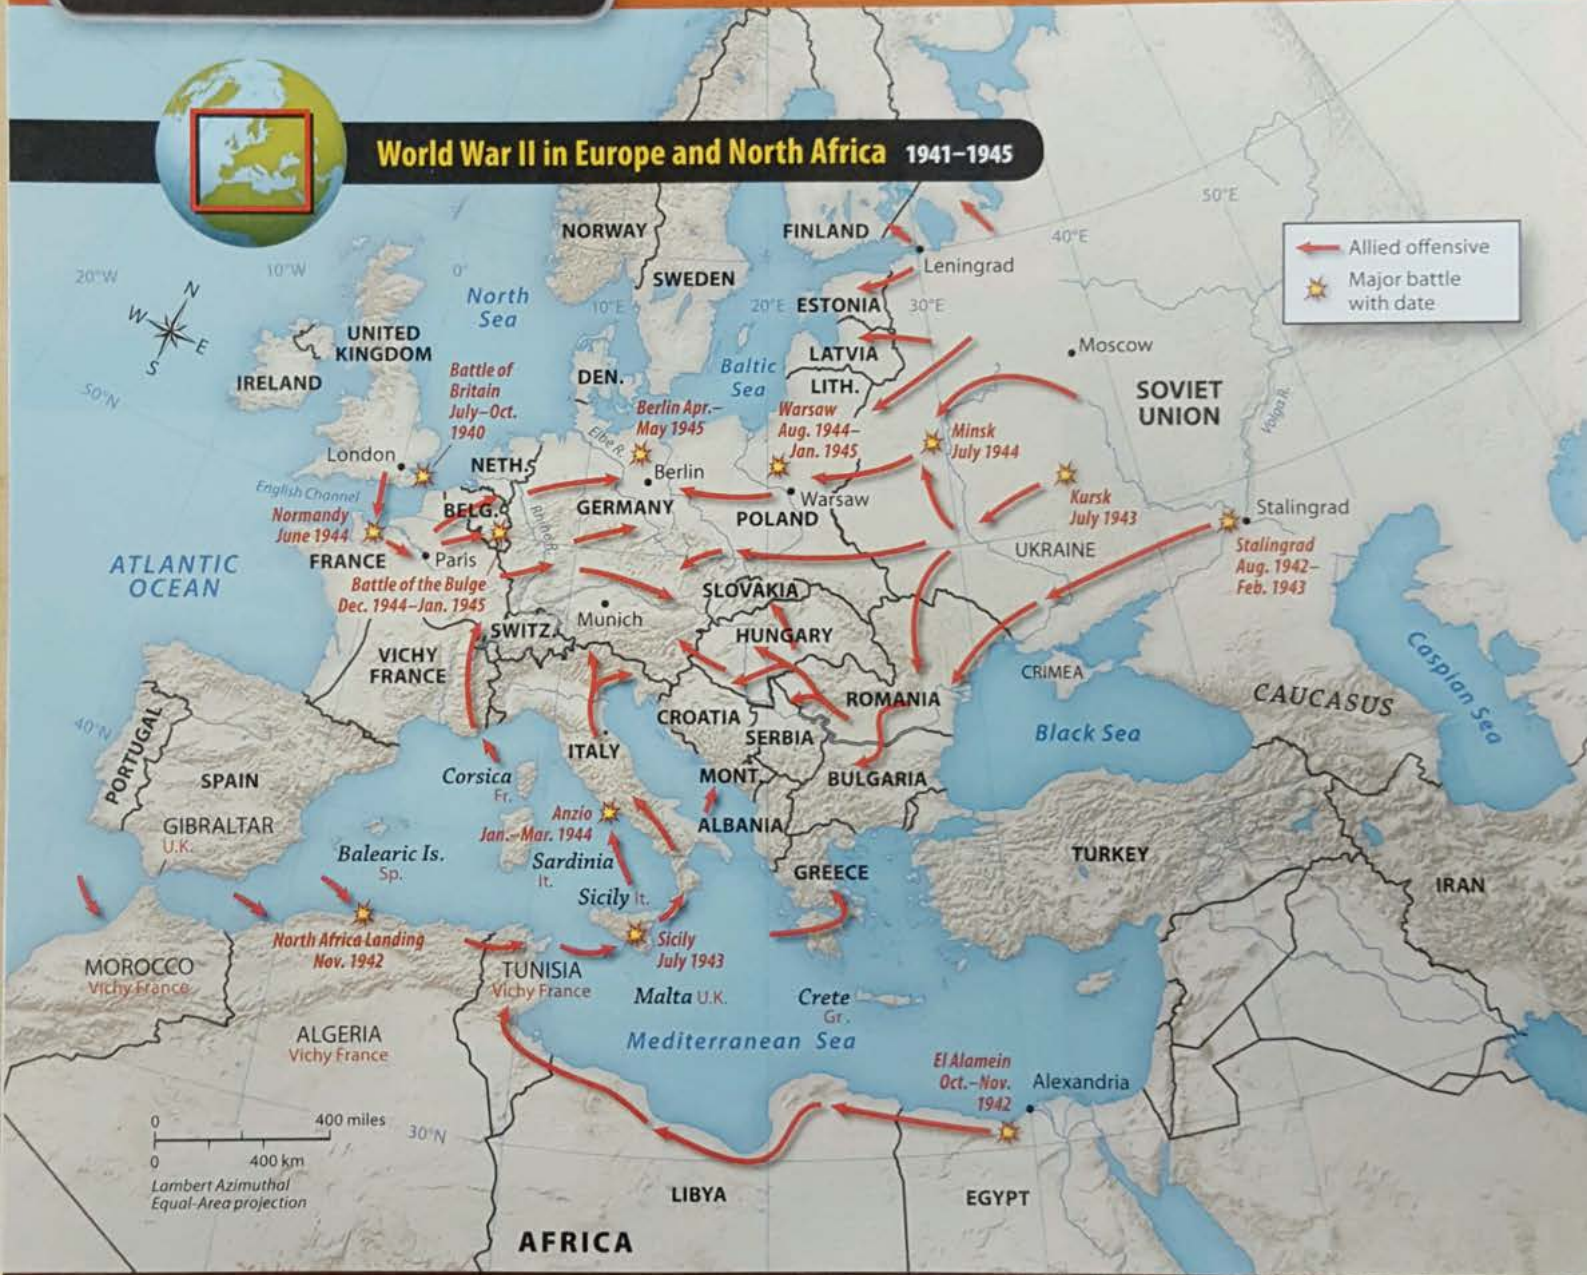 World War II in Europe and North Africa 1941–1945
50°E
40°E
Allied offensive
Major battle
with date
NORWAY
FINLAND
SWEDEN
Leningrad
20°W
10°W
0°
10°E
20°E
30°E
N
W
E
S
North
Sea
ESTONIA
UNITED
KINGDOM
IRELAND
LATVIA
Moscow
Baltic
Sea
DEN.
LITH.
SOVIET
UNION
Volga R.
50°N
Battle of
Britain
July–Oct.
1940
Berlin Apr.–
May 1945
Warsaw
Aug. 1944–
Jan. 1945
Minsk
July 1944
Elbe R.
London
NETH.
Berlin
English Channel
Normandy
June 1944
BELG.
GERMANY
Rhine R.
Warsaw
POLAND
Kursk
July 1943
Stalingrad
Stalingrad
Aug. 1942–
Feb. 1943
UKRAINE
ATLANTIC
OCEAN
FRANCE
Paris
Battle of the Bulge
Dec. 1944–Jan. 1945
SLOVAKIA
Munich
SWITZ.
HUNGARY
VICHY
FRANCE
CRIMEA
CAUCASUS
Caspian Sea
ROMANIA
CROATIA
SERBIA
Black Sea
40°N
PORTUGAL
SPAIN
ITALY
Corsica
Fr.
MONT.
BULGARIA
GIBRALTAR
U.K.
Anzio
Jan.–Mar. 1944
ALBANIA
Balearic Is.
Sp.
Sardinia
It.
GREECE
TURKEY
IRAN
Sicily It.
North Africa Landing
Nov. 1942
Sicily
July 1943
MOROCCO
Vichy France
TUNISIA
Vichy France
Malta U.K.
Crete
Gr.
ALGERIA
Vichy France
Mediterranean Sea
El Alamein
Oct.–Nov.
1942
Alexandria
0
400 miles
0
400 km
Lambert Azimuthal
Equal-Area projection
30°N
LIBYA
EGYPT
AFRICA